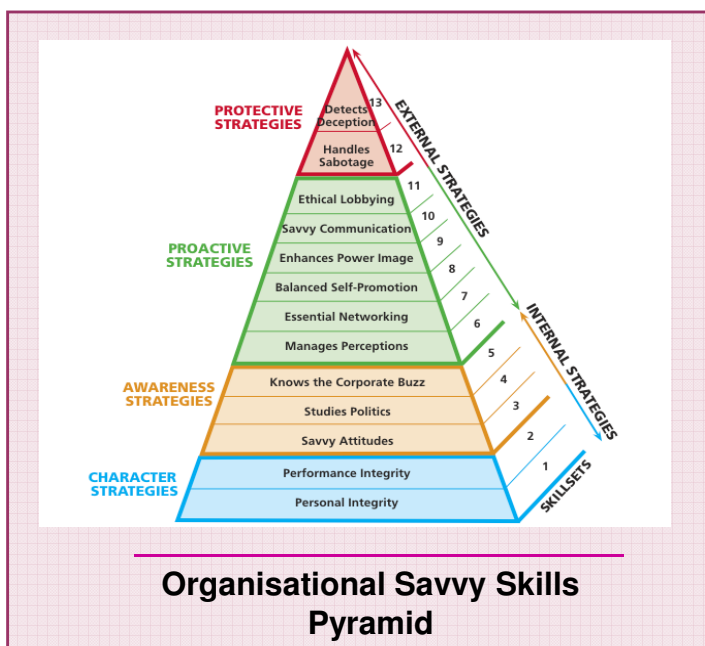 PROTECTIVE
STRATEGIES
Detects
Deception
13
Handles
Sabotage
12
EXTERNAL STRATEGIES
PROACTIVE
STRATEGIES
Ethical Lobbying
11
Savvy Communication
10
Enhances Power Image
9
Balanced Self-Promotion
8
Essential Networking
7
Manages Perceptions
6
INTERNAL STRATEGIES
AWARENESS
STRATEGIES
Knows the Corporate Buzz
5
Studies Politics
4
Savvy Attitudes
3
CHARACTER
STRATEGIES
Performance Integrity
2
Personal Integrity
1
SKILLSETS
Organisational Savvy Skills
Pyramid